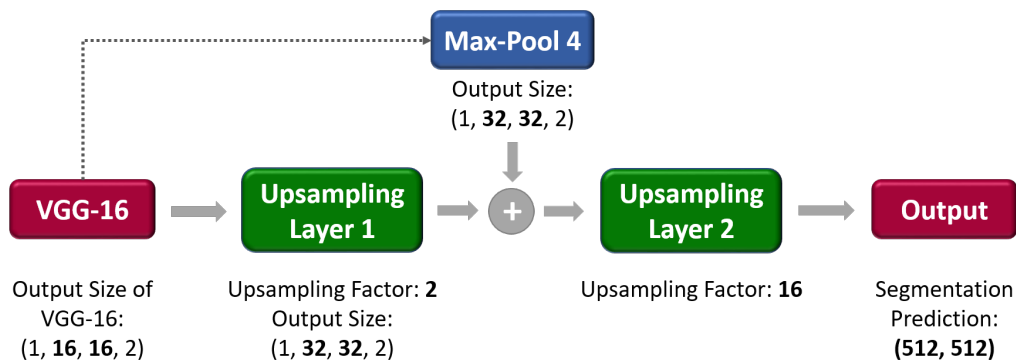 Max-Pool 4
Output Size:
(1, 32, 32, 2)
VGG-16
Upsampling
Layer 1
+
Upsampling
Layer 2
Output
Output Size of
VGG-16:
(1, 16, 16, 2)
Upsampling Factor: 2
Output Size:
(1, 32, 32, 2)
Upsampling Factor: 16
Segmentation
Prediction:
(512, 512)